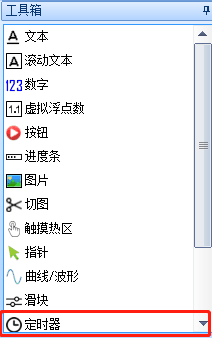 工具箱
文本
滚动文本
数字
虚拟浮点数
按钮
进度条
图片
切图
触摸热区
指针
曲线/波形
滑块
定时器